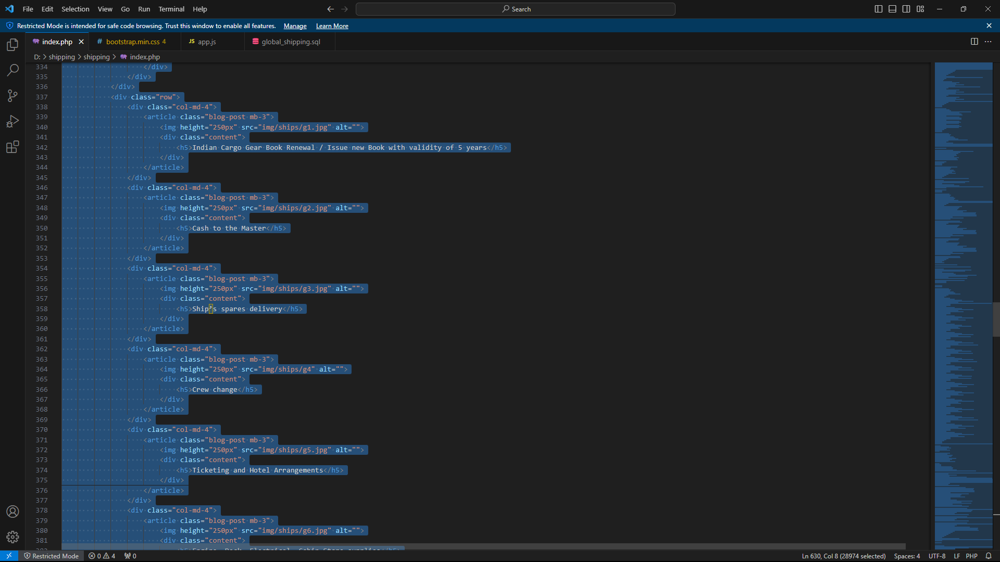 File Edit Selection View Go Run Terminal Help Search
Restricted Mode is intended for safe code browsing. Trust this window to enable all features. Manage Learn More
index.php bootstrap.min.css 4 JS app.js global_shipping.sql
D: > shipping > shipping > index.php
334 </div>
335 </div>
336 </div>
337 <div class="row">
338 <div class="col-md-4">
339 <article class="blog-post mb-3">
340 <img height="250px" src="img/ships/g1.jpg" alt="">
341 <div class="content">
342 <h5>Indian Cargo Gear Book Renewal / Issue new Book with validity of 5 years</h5>
343 </div>
344 </article>
345 </div>
346 <div class="col-md-4">
347 <article class="blog-post mb-3">
348 <img height="250px" src="img/ships/g2.jpg" alt="">
349 <div class="content">
350 <h5>Cash to the Master</h5>
351 </div>
352 </article>
353 </div>
354 <div class="col-md-4">
355 <article class="blog-post mb-3">
356 <img height="250px" src="img/ships/g3.jpg" alt="">
357 <div class="content">
358 <h5>Ship’s spares delivery</h5>
359 </div>
360 </article>
361 </div>
362 <div class="col-md-4">
363 <article class="blog-post mb-3">
364 <img height="250px" src="img/ships/g4" alt="">
365 <div class="content">
366 <h5>Crew change</h5>
367 </div>
368 </article>
369 </div>
370 <div class="col-md-4">
371 <article class="blog-post mb-3">
372 <img height="250px" src="img/ships/g5.jpg" alt="">
373 <div class="content">
374 <h5>Ticketing and Hotel Arrangements</h5>
375 </div>
376 </article>
377 </div>
378 <div class="col-md-4">
379 <article class="blog-post mb-3">
380 <img height="250px" src="img/ships/g6.jpg" alt="">
381 <div class="content">
Restricted Mode 0 4 0 Ln 630, Col 8 (28974 selected) Spaces: 4 UTF-8 LF PHP